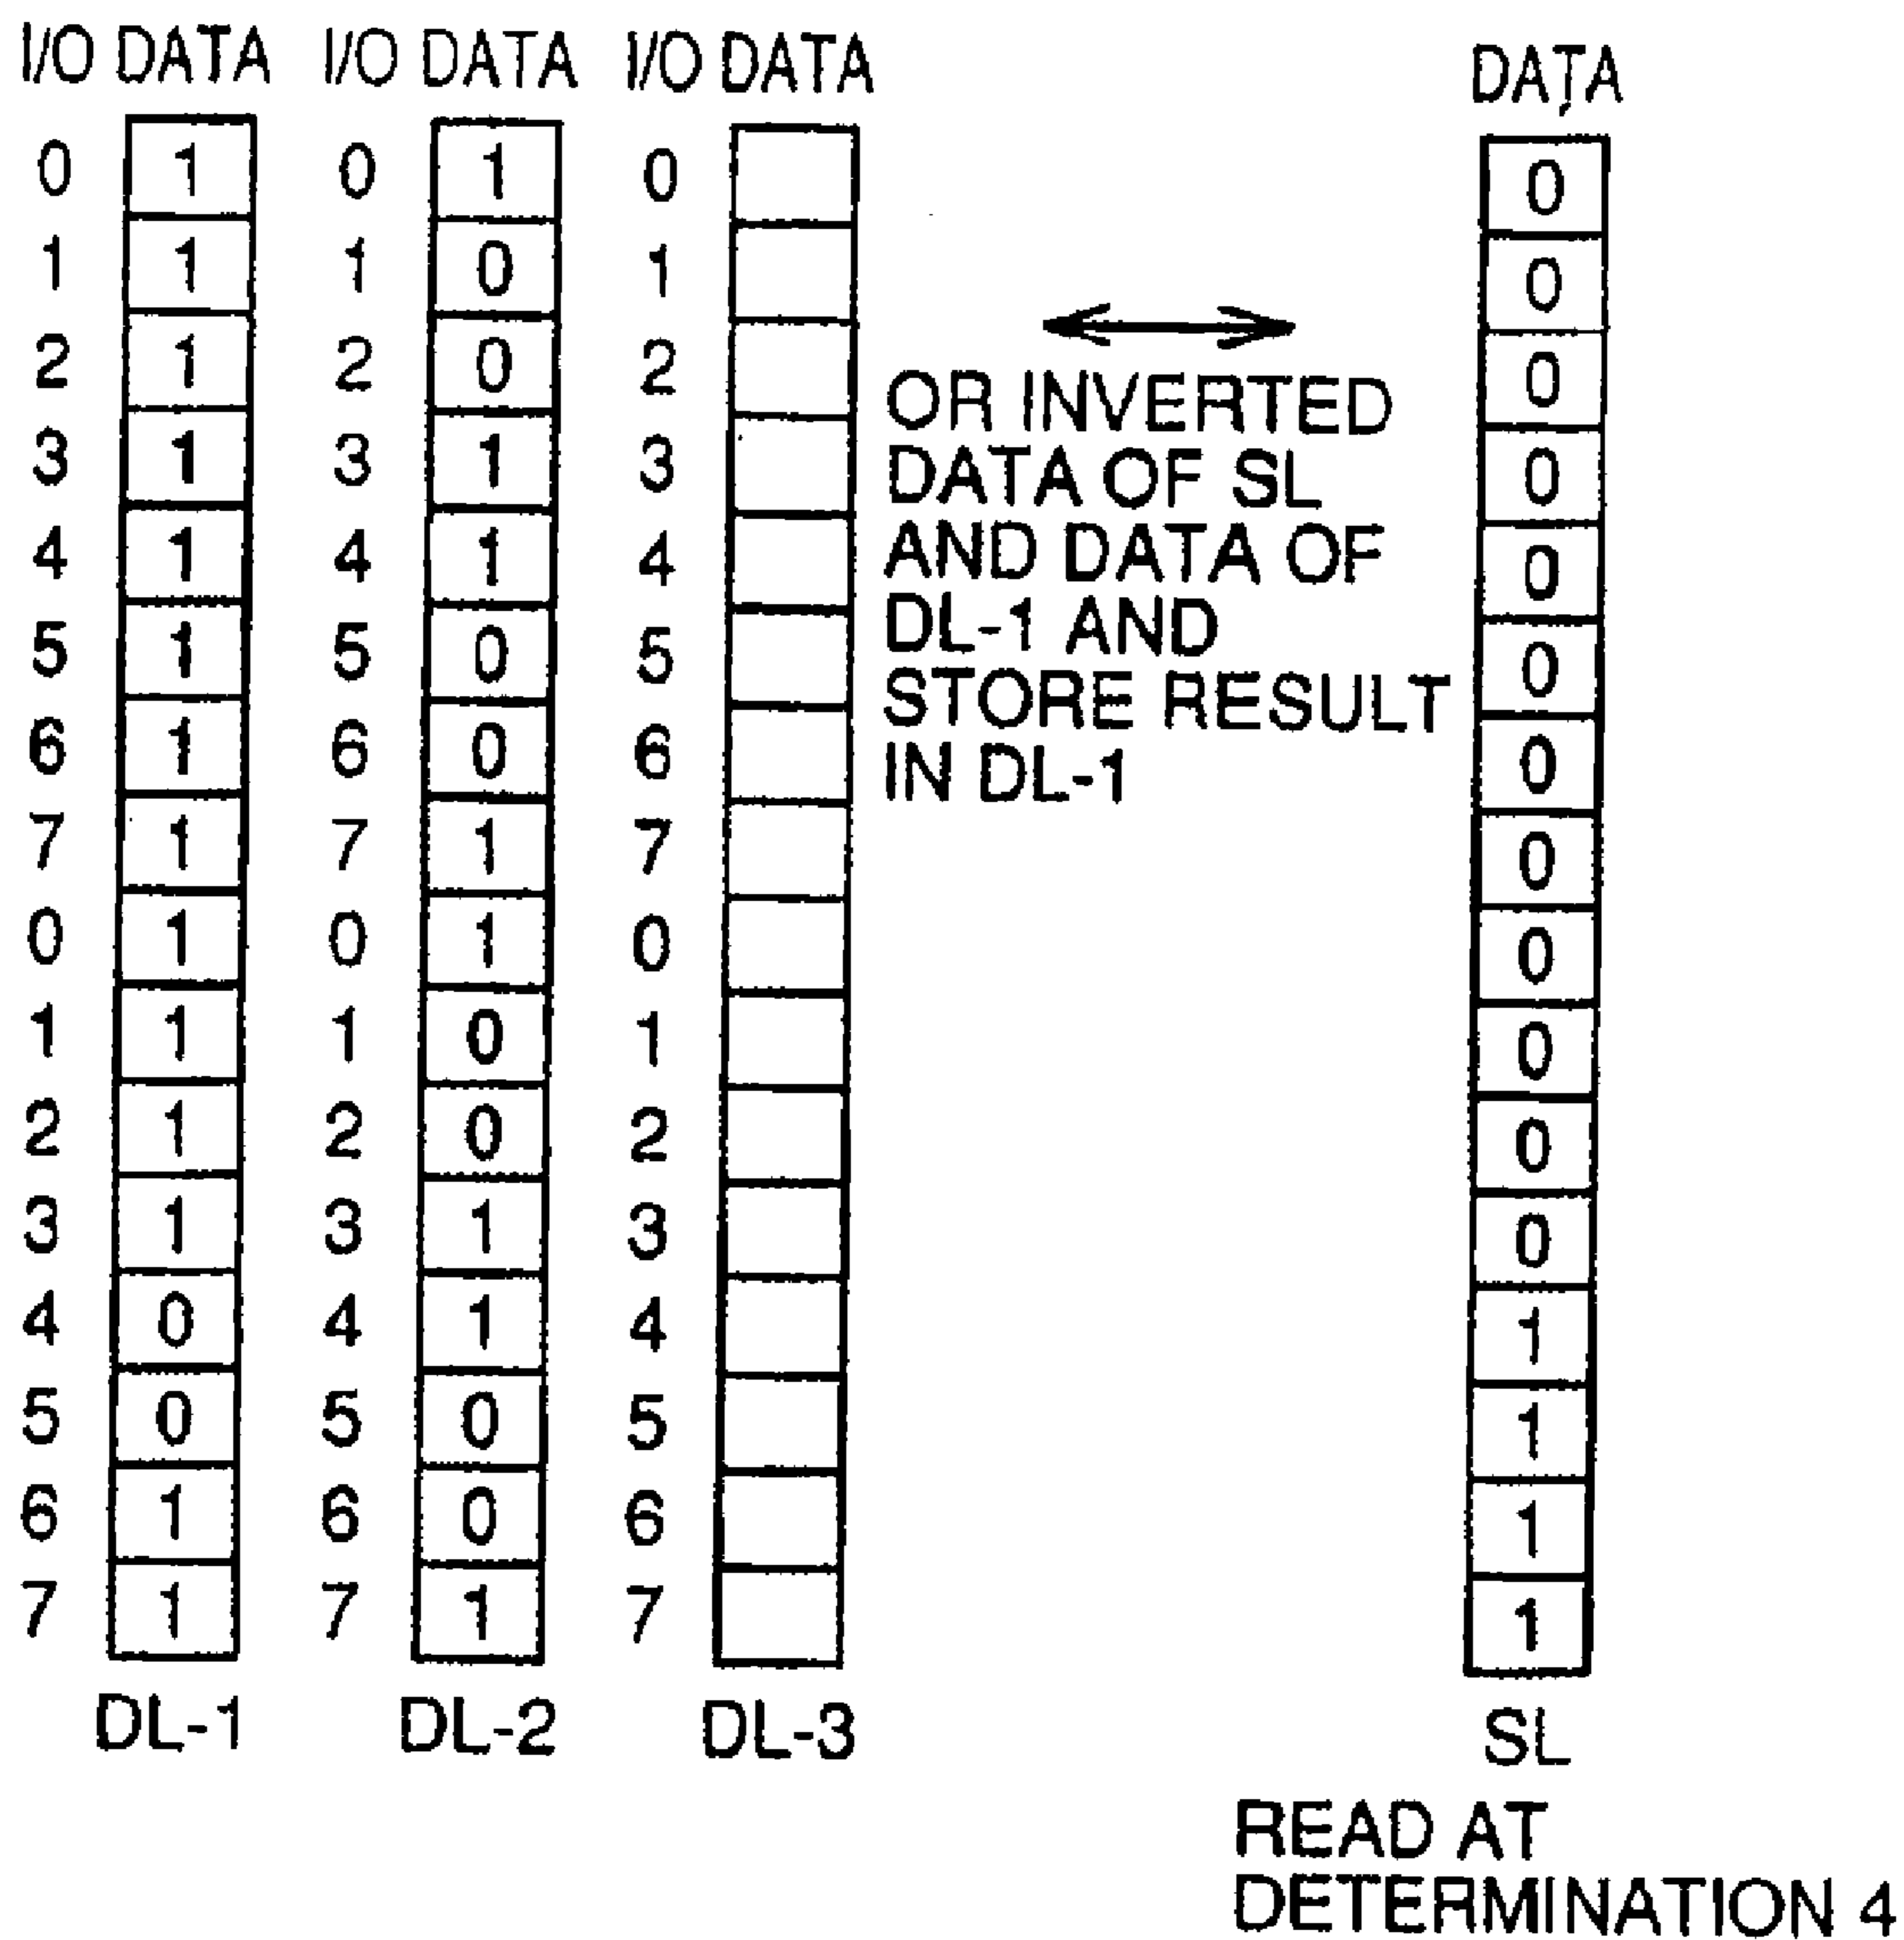 I/O DATA I/O DATA I/O DATA DATA
0 1 0 1 0 0
1 1 1 0 1 0
2 1 2 0 2 0
3 1 3 1 3 0
4 1 4 1 4 0
5 1 5 0 5 0
6 1 6 0 6 0
7 1 7 1 7 0
0 1 0 1 0 0
1 1 1 0 1 0
2 1 2 0 2 0
3 1 3 1 3 0
4 0 4 1 4 1
5 0 5 0 5 1
6 1 6 0 6 1
7 1 7 1 7 1
OR INVERTED
DATA OF SL
AND DATA OF
DL-1 AND
STORE RESULT
IN DL-1
DL-1 DL-2 DL-3 SL
READ AT
DETERMINATION 4